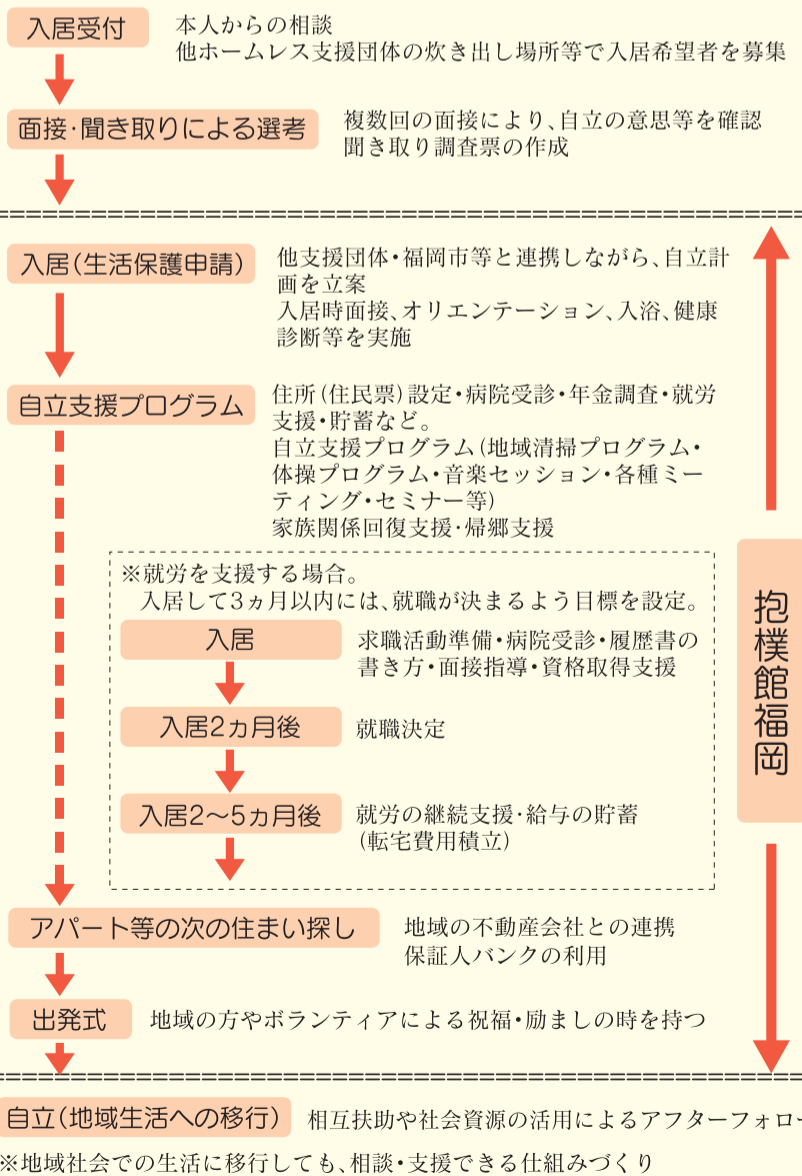 入居受付
本人からの相談
他ホームレス支援団体の炊き出し場所等で入居希望者を募集
面接・聞き取りによる選考
複数回の面接により、自立の意思等を確認
聞き取り調査票の作成
入居（生活保護申請）
他支援団体・福岡市等と連携しながら、自立計
画を立案
入居時面接、オリエンテーション、入浴、健康
診断等を実施
自立支援プログラム
住所（住民票）設定・病院受診・年金調査・就労
支援・貯蓄など。
自立支援プログラム（地域清掃プログラム・
体操プログラム・音楽セッション・各種ミー
ティング・セミナー等）
家族関係回復支援・帰郷支援
※就労を支援する場合。
入居して3ヵ月以内には、就職が決まるよう目標を設定。
入居
求職活動準備・病院受診・履歴書の
書き方・面接指導・資格取得支援
入居2ヵ月後
就職決定
入居2～5ヵ月後
就労の継続支援・給与の貯蓄
（転宅費用積立）
抱樸館福岡
アパート等の次の住まい探し
地域の不動産会社との連携
保証人バンクの利用
出発式
地域の方やボランティアによる祝福・励ましの時を持つ
自立（地域生活への移行）
相互扶助や社会資源の活用によるアフターフォロー
※地域社会での生活に移行しても、相談・支援できる仕組みづくり